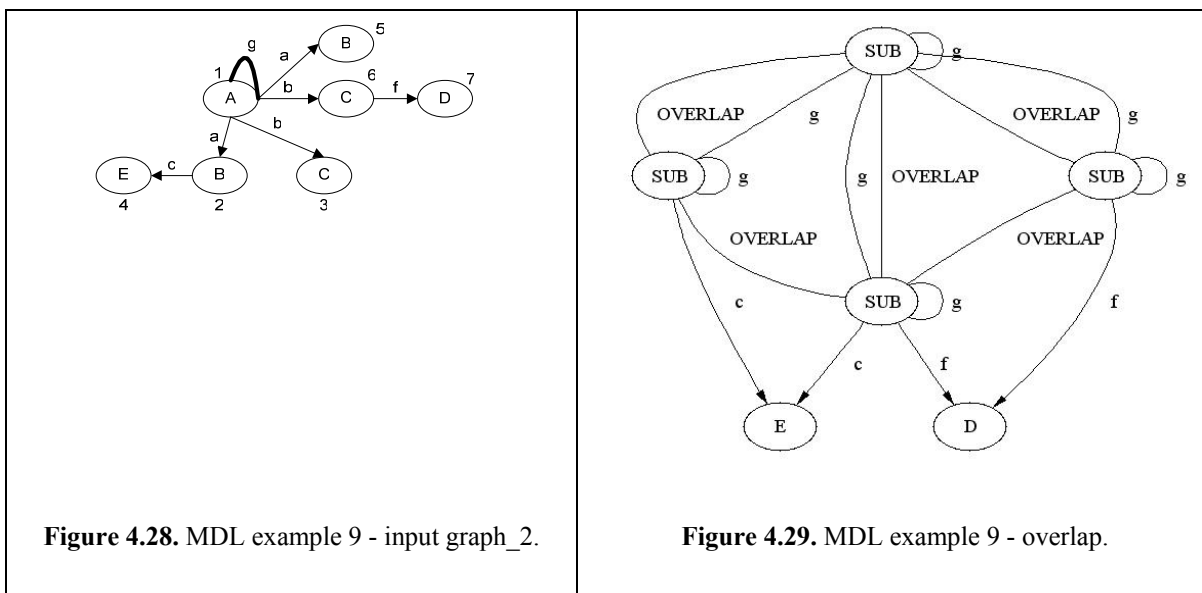 g
5
B
a
1
6
7
A
b
C
f
D
b
a
E
c
B
C
4
2
3
SUB
g
OVERLAP
g
OVERLAP
g
SUB
g
g
OVERLAP
SUB
g
OVERLAP
OVERLAP
c
SUB
g
f
c
f
E
D
Figure 4.28. MDL example 9 - input graph_2.
Figure 4.29. MDL example 9 - overlap.